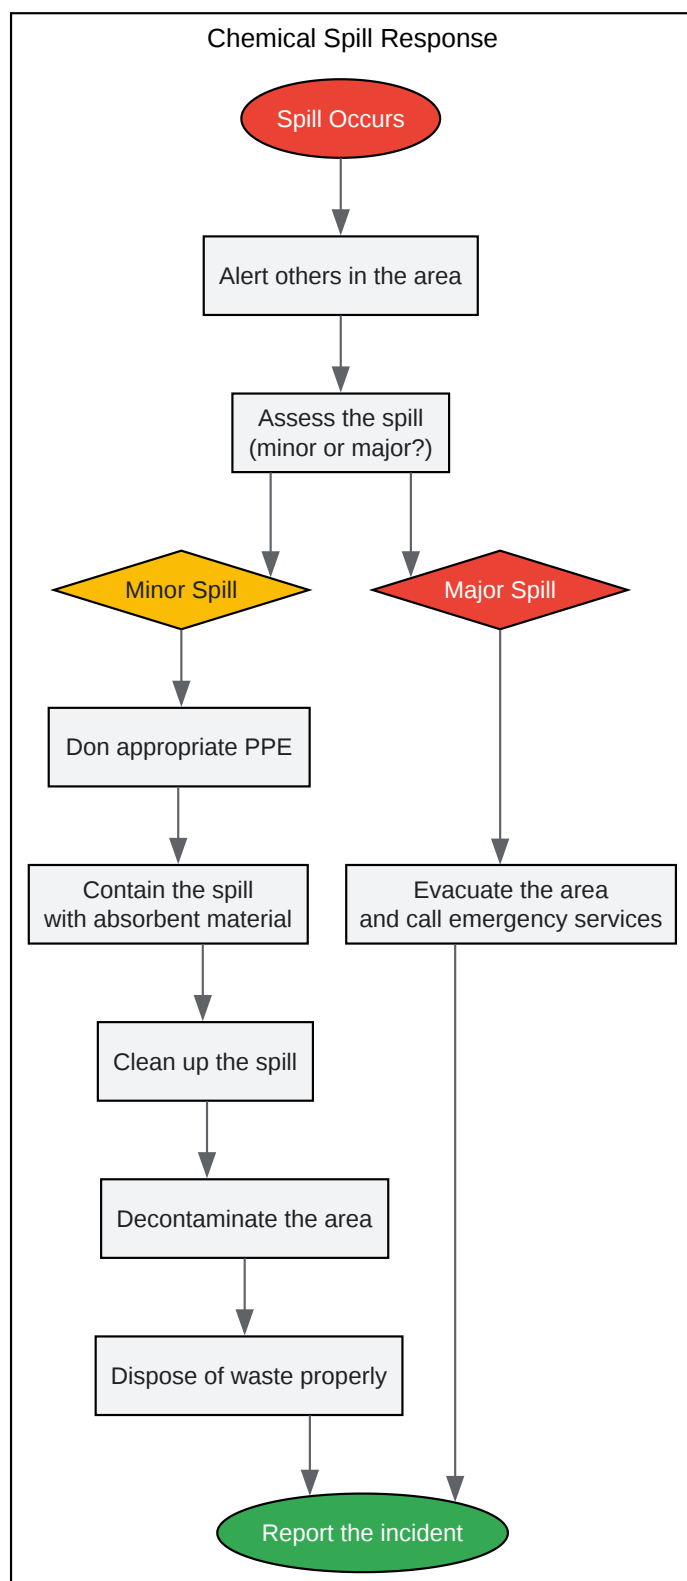 Chemical Spill Response
Spill Occurs
Alert others in the area
Assess the spill
(minor or major?)
Minor Spill
Major Spill
Don appropriate PPE
Contain the spill
with absorbent material
Evacuate the area
and call emergency services
Clean up the spill
Decontaminate the area
Dispose of waste properly
Report the incident